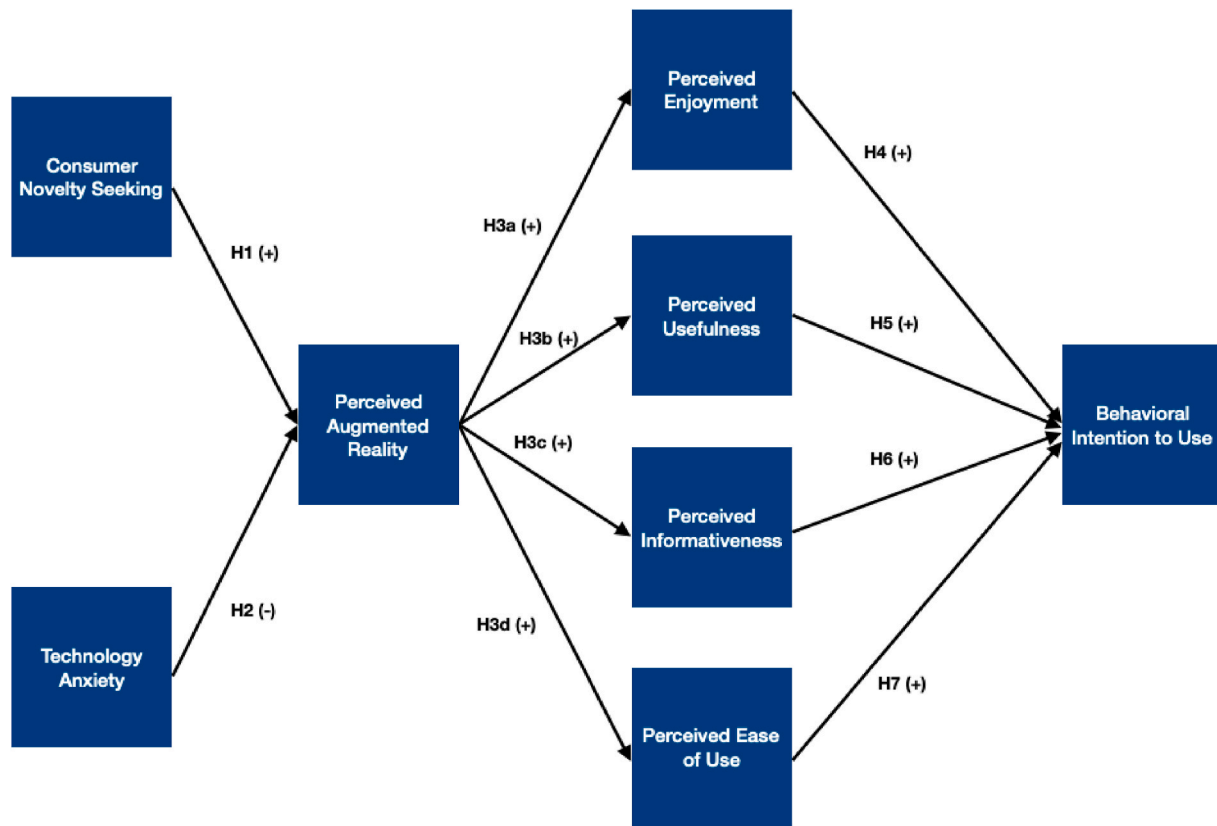 Consumer
Novelty Seeking
H1 (+)
Technology
Anxiety
H2 (-)
Perceived
Augmented
Reality
H3a (+)
H3b (+)
H3c (+)
H3d (+)
Perceived
Enjoyment
Perceived
Usefulness
Perceived
Informativeness
Perceived Ease
of Use
H4 (+)
H5 (+)
H6 (+)
H7 (+)
Behavioral
Intention to Use